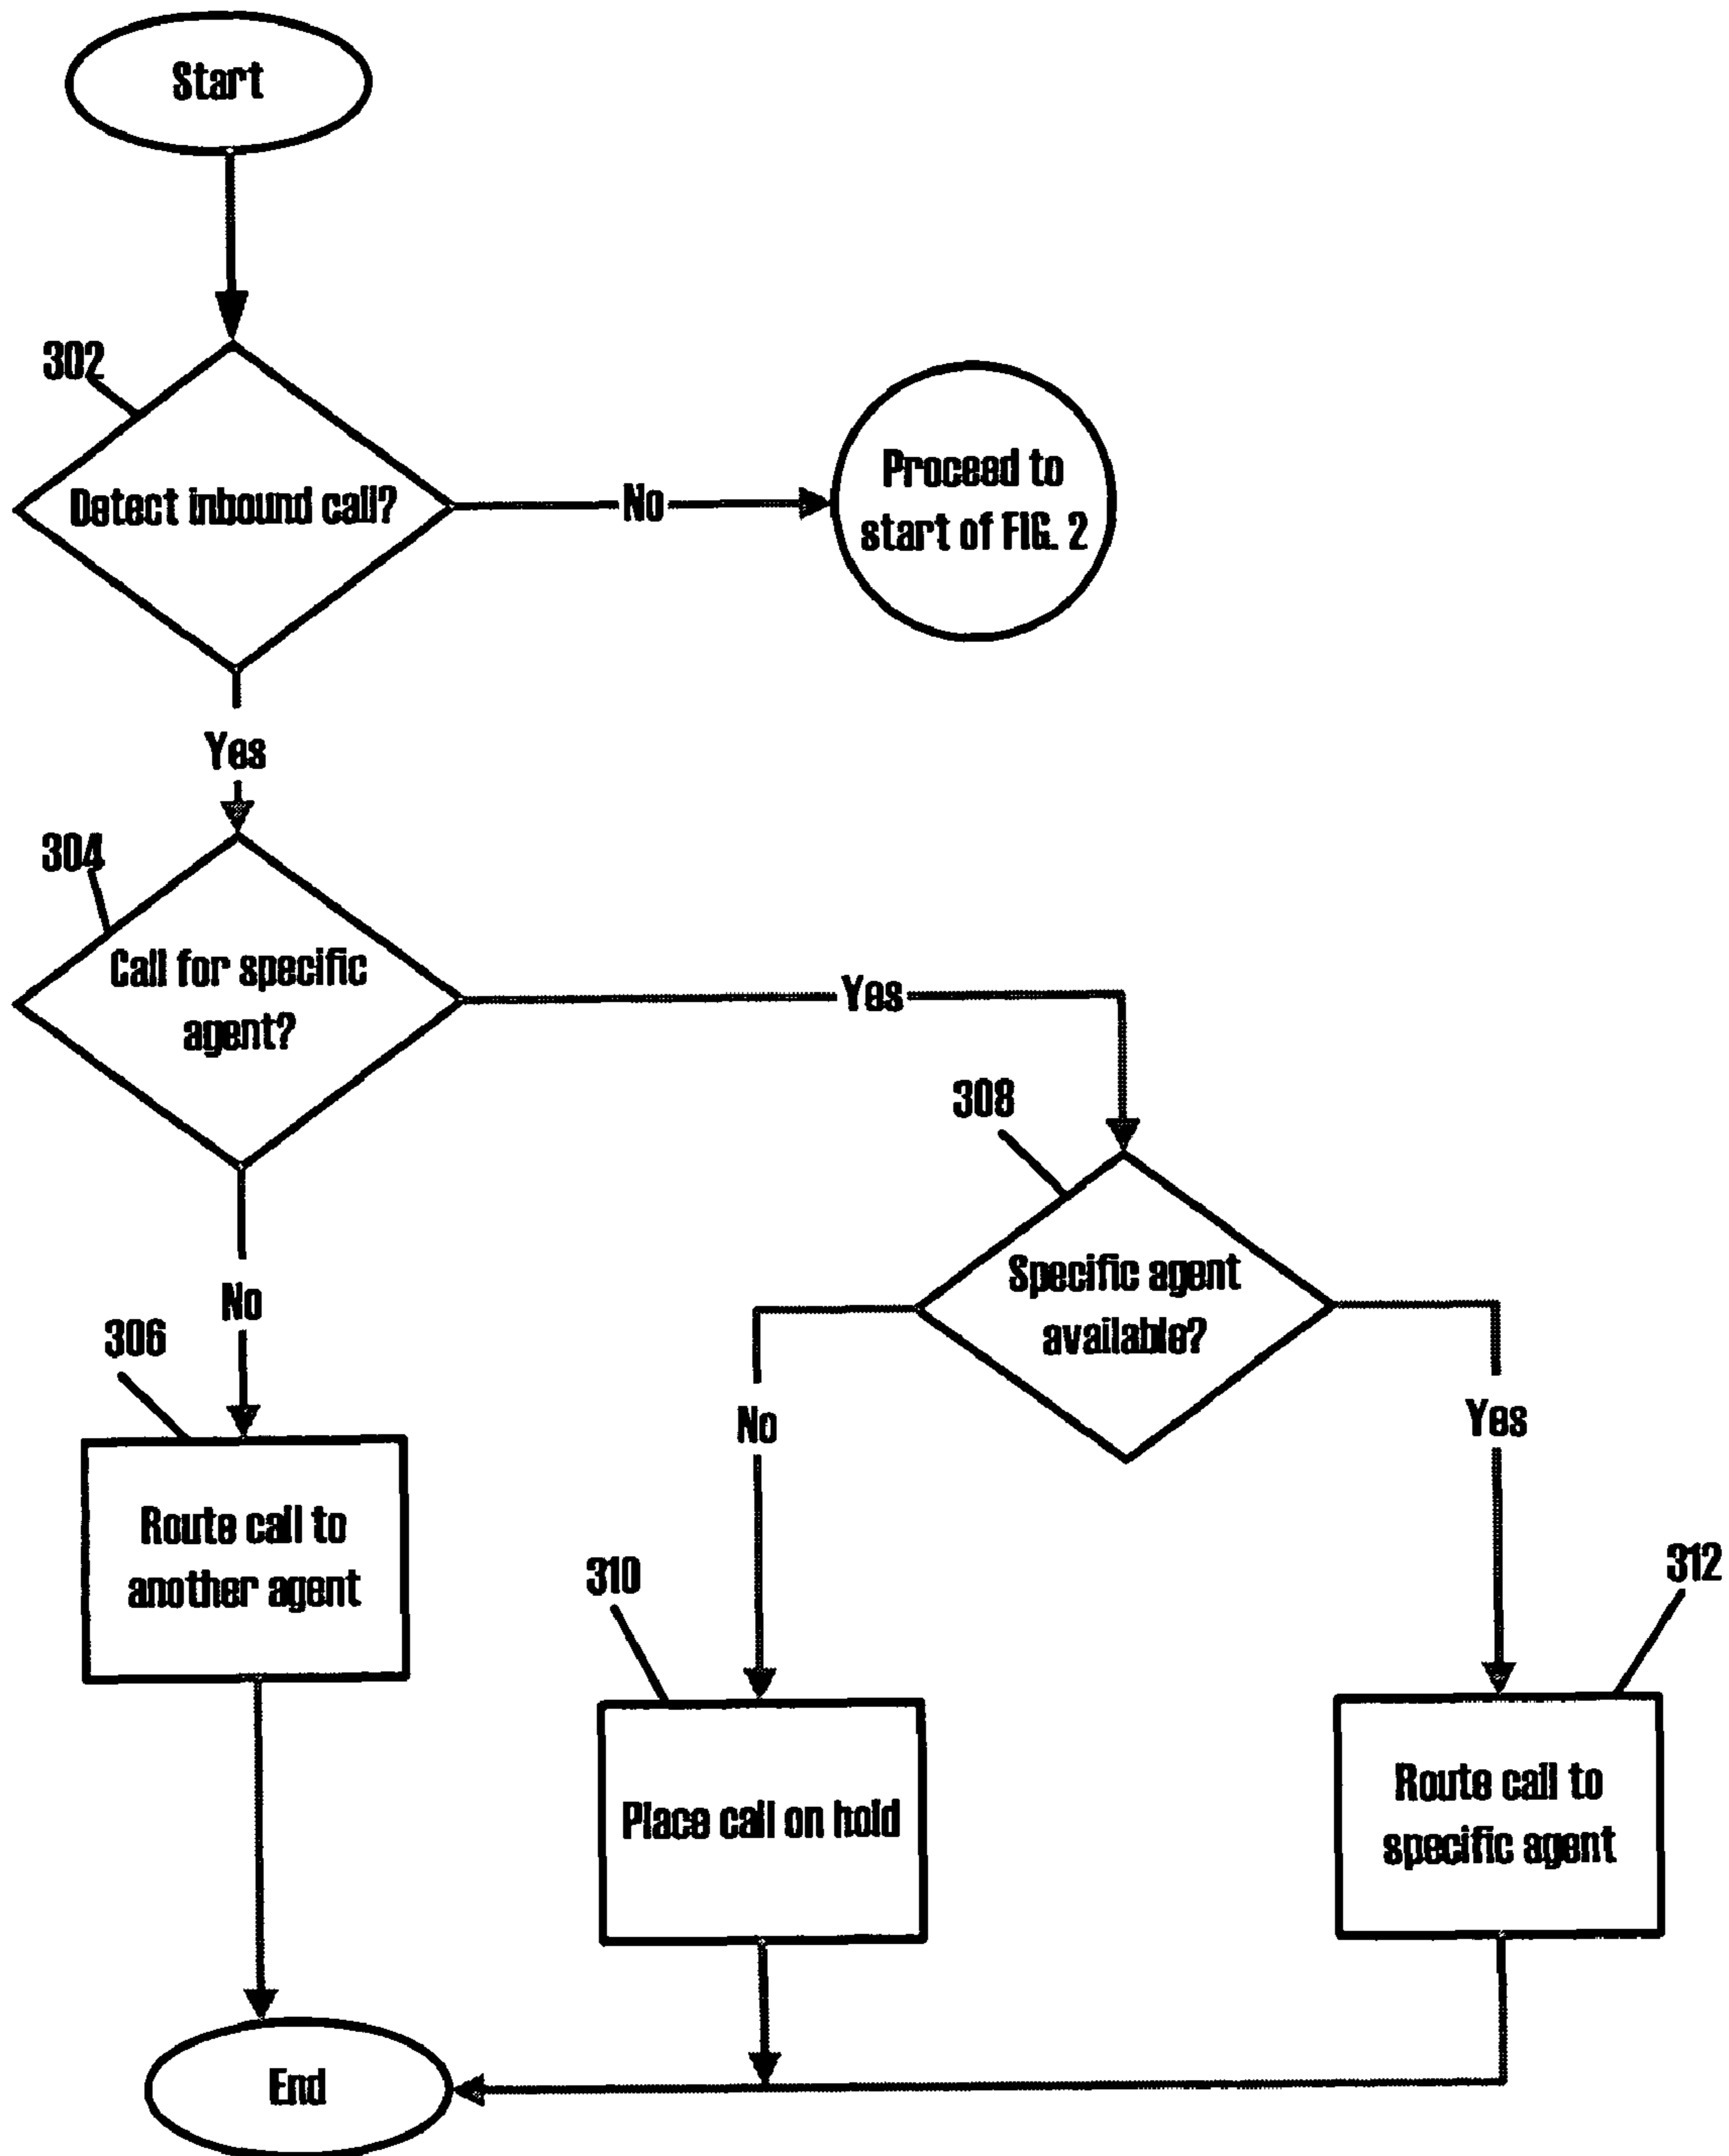 Start
302
Detect inbound call?
No
Proceed to
start of FIG. 2
Yes
304
Call for specific
agent?
Yes
308
Specific agent
available?
No
306
No
Yes
Route call to
another agent
310
312
Place call on hold
Route call to
specific agent
End